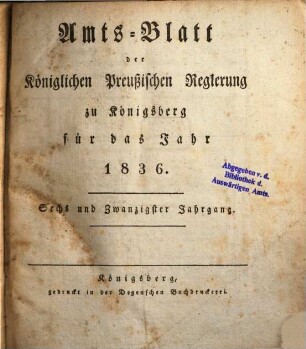 Amts-Blatt
der
Königlichen Preußischen Regierung
zu Königsberg
für das Jahr
1836.
Abgegeben v. d.
Bibliothek d.
Auswärtigen Amts.
Sechs und Zwanzigster Jahrgang.
Königsberg,
gedruckt in der Degenschen Buchdruckerei.